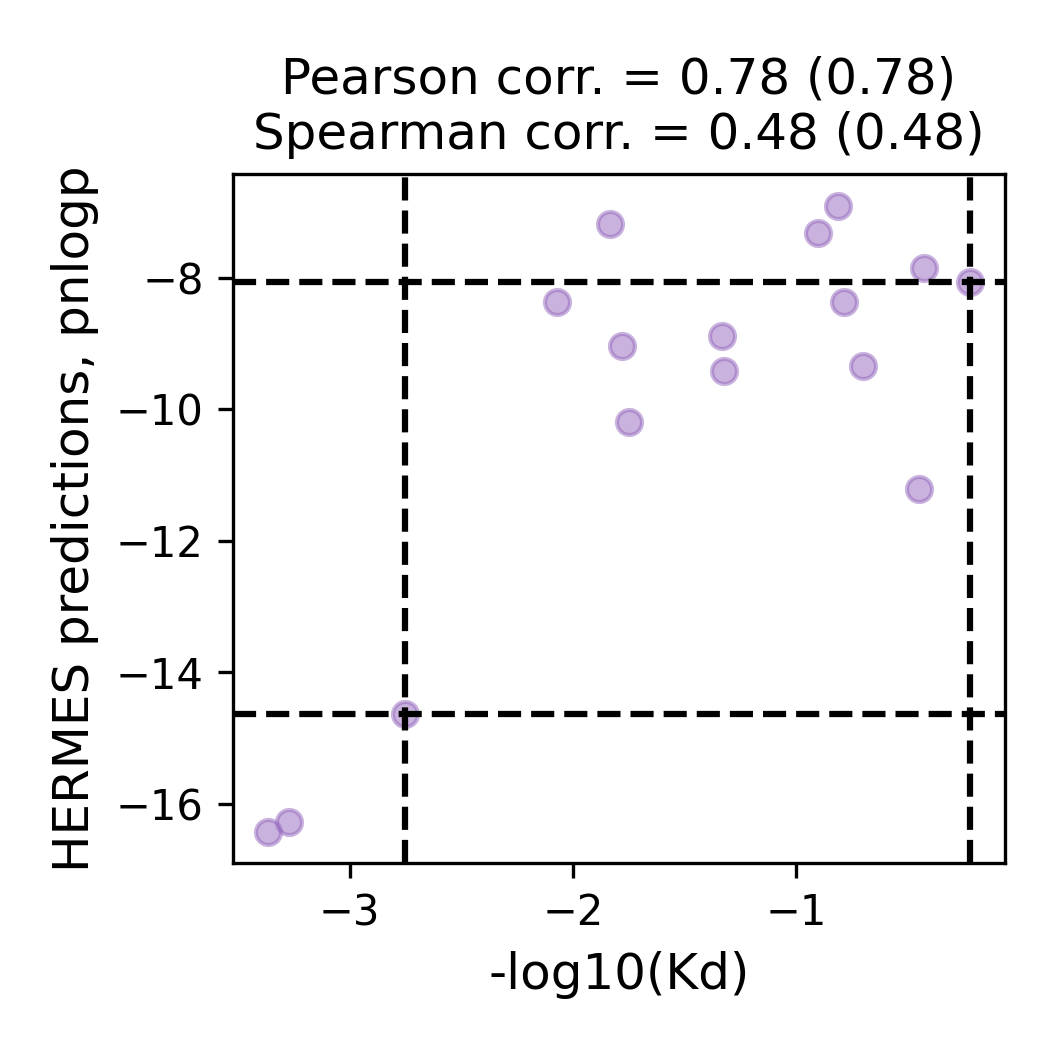 Pearson corr. = 0.78 (0.78)
Spearman corr. = 0.48 (0.48)
HERMES predictions, pnlogp
−8
−10
−12
−14
−16
−3
−2
−1
-log10(Kd)